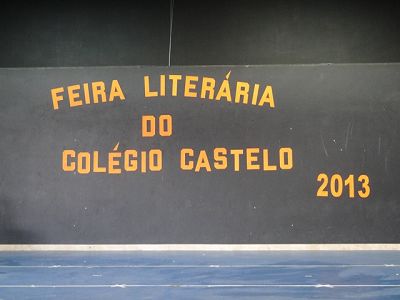 FEIRA LITERÁRIA
DO
COLÉGIO CASTELO
2013